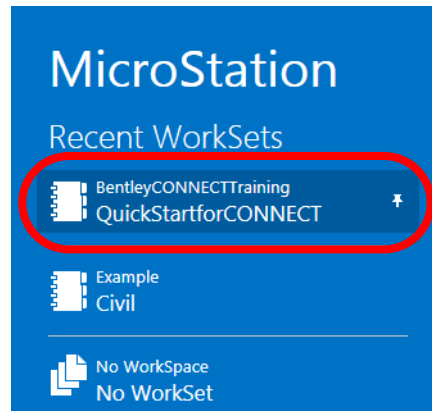 MicroStation
Recent WorkSets
BentleyCONNECTTraining
QuickStartforCONNECT
Example
Civil
No WorkSpace
No WorkSet